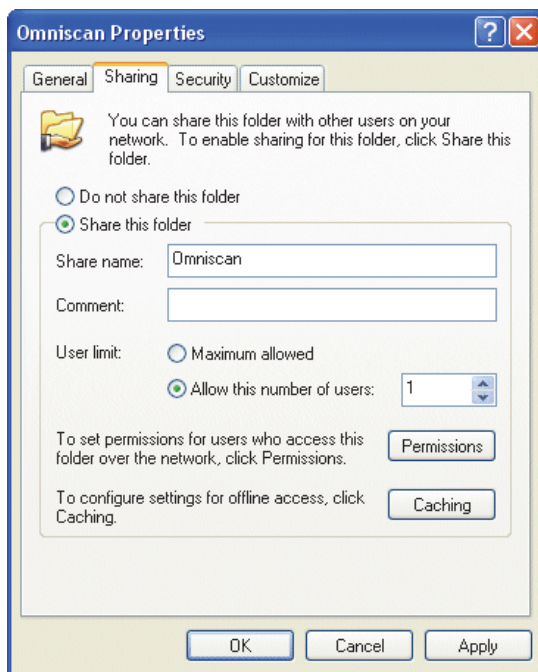 Omniscan Properties
General Sharing Security Customize
You can share this folder with other users on your
network. To enable sharing for this folder, click Share this
folder.
Do not share this folder
Share this folder
Share name: Omniscan
Comment:
User limit: Maximum allowed
Allow this number of users: 1
To set permissions for users who access this
folder over the network, click Permissions.
Permissions
To configure settings for offline access, click
Caching.
Caching
OK Cancel Apply